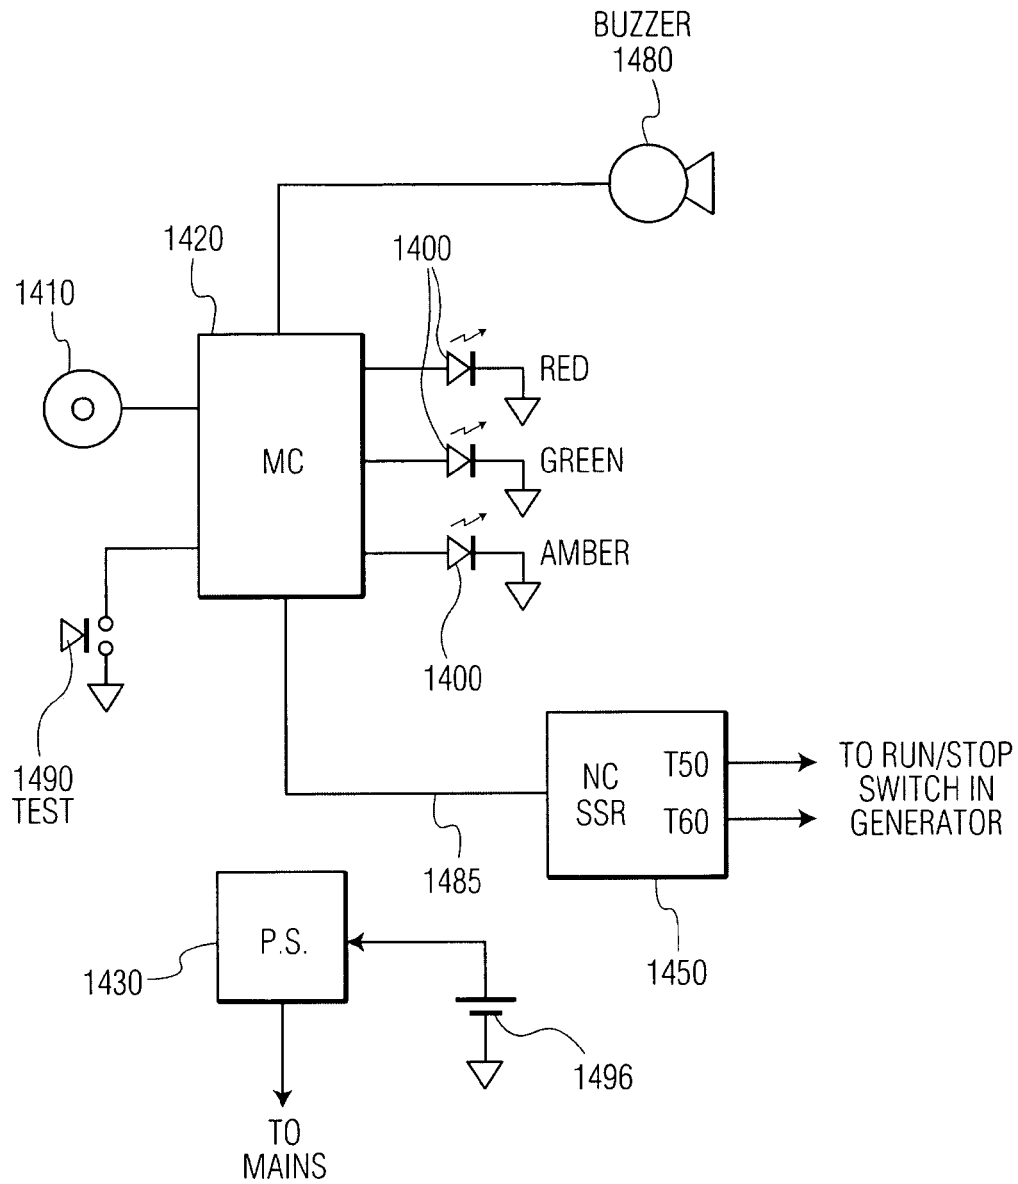 BUZZER
1480
1420
1400
1410
RED
MC
GREEN
AMBER
1400
1490
TEST
NC
SSR
T50
T60
TO RUN/STOP
SWITCH IN
GENERATOR
1485
P.S.
1430
1450
1496
TO
MAINS